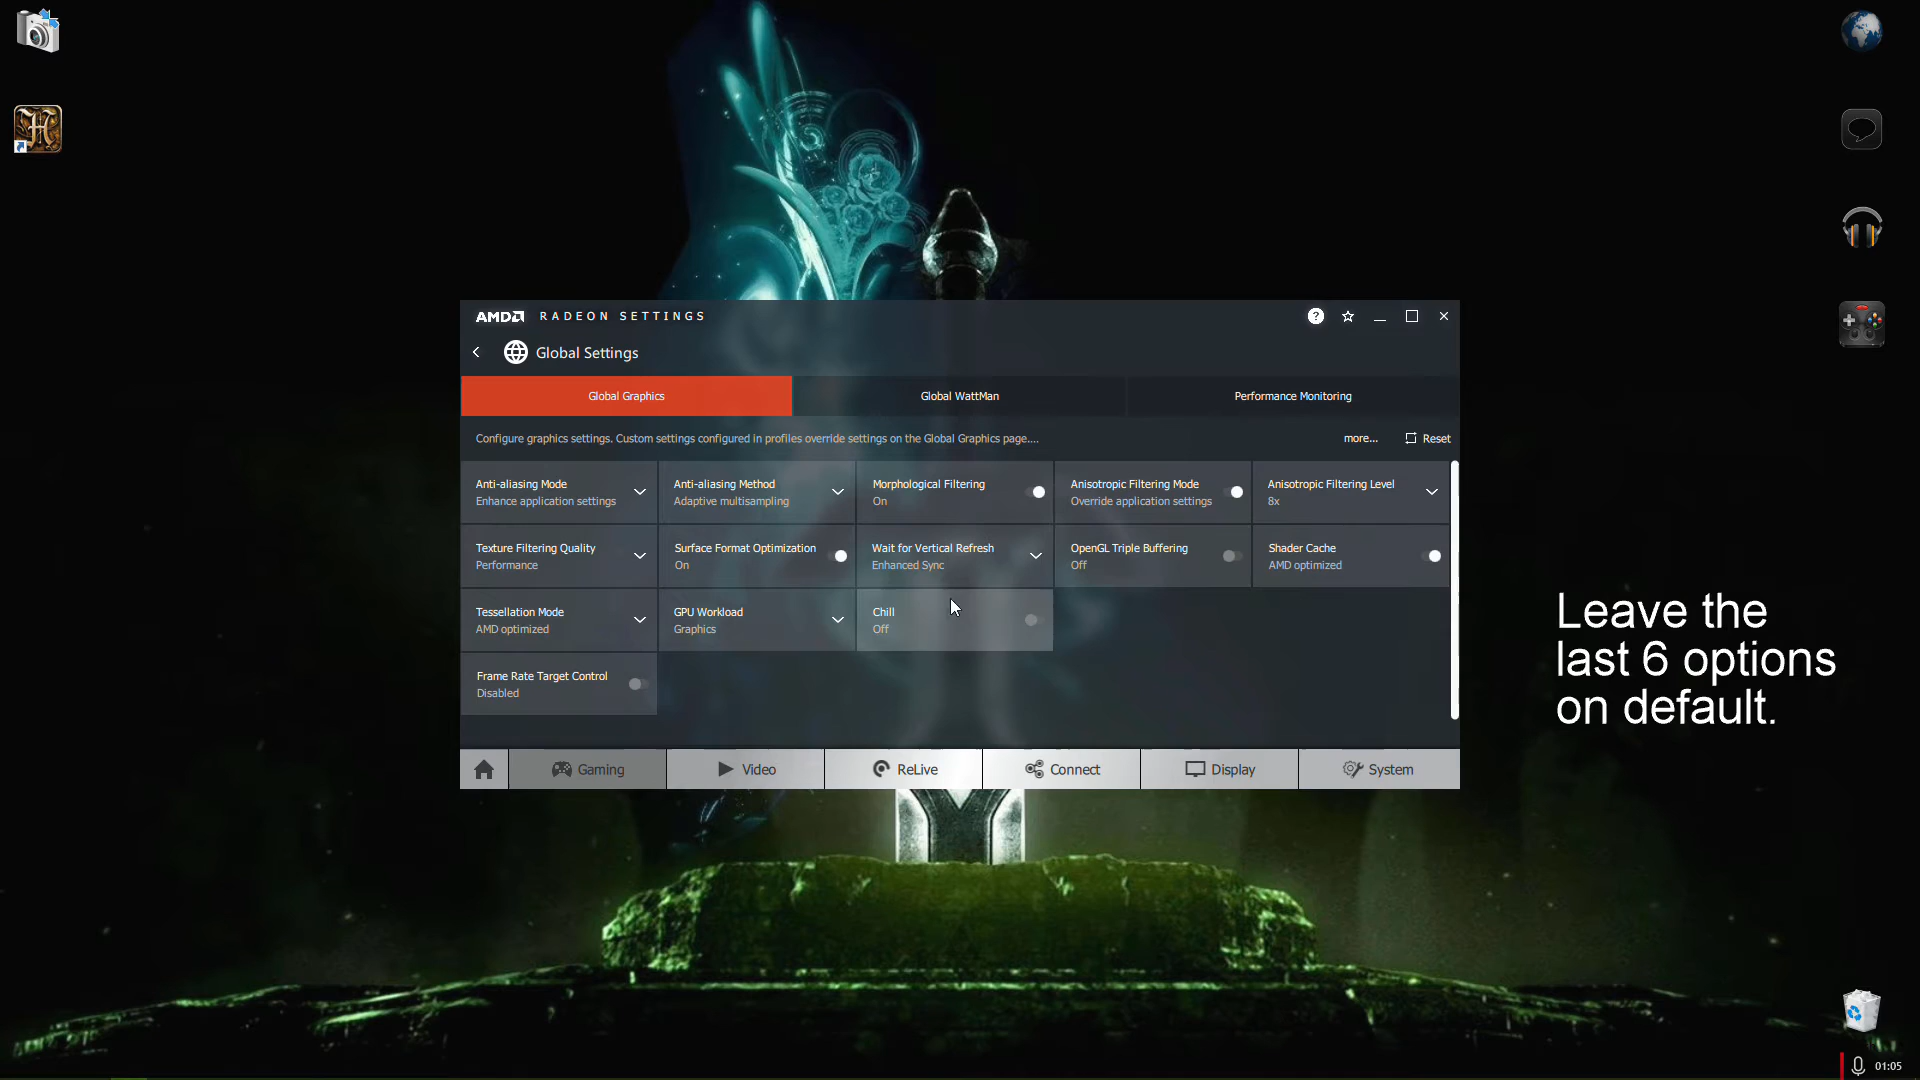 AMD RADEON SETTINGS
Global Settings
Global Graphics
Global WattMan
Performance Monitoring
Configure graphics settings. Custom settings configured in profiles override settings on the Global Graphics page....
more...
Reset
Anti-aliasing Mode
Enhance application settings
Anti-aliasing Method
Adaptive multisampling
Morphological Filtering
On
Anisotropic Filtering Mode
Override application settings
Anisotropic Filtering Level
8x
Texture Filtering Quality
Performance
Surface Format Optimization
On
Wait for Vertical Refresh
Enhanced Sync
OpenGL Triple Buffering
Off
Shader Cache
AMD optimized
Tessellation Mode
AMD optimized
GPU Workload
Graphics
Chill
Off
Frame Rate Target Control
Disabled
Gaming
Video
ReLive
Connect
Display
System
Leave the
last 6 options
on default.
01:05